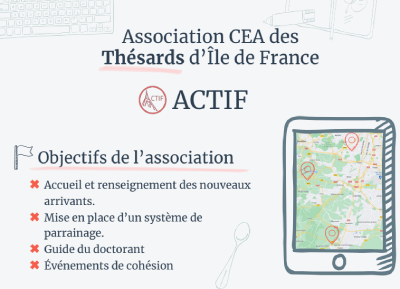 Association CEA des
Thésards d’Île de France
ACTIF
ACTIF
Objectifs de l’association
✖ Accueil et renseignement des nouveaux
arrivants.
✖ Mise en place d’un système de
parrainage.
✖ Guide du doctorant
✖ Événements de cohésion